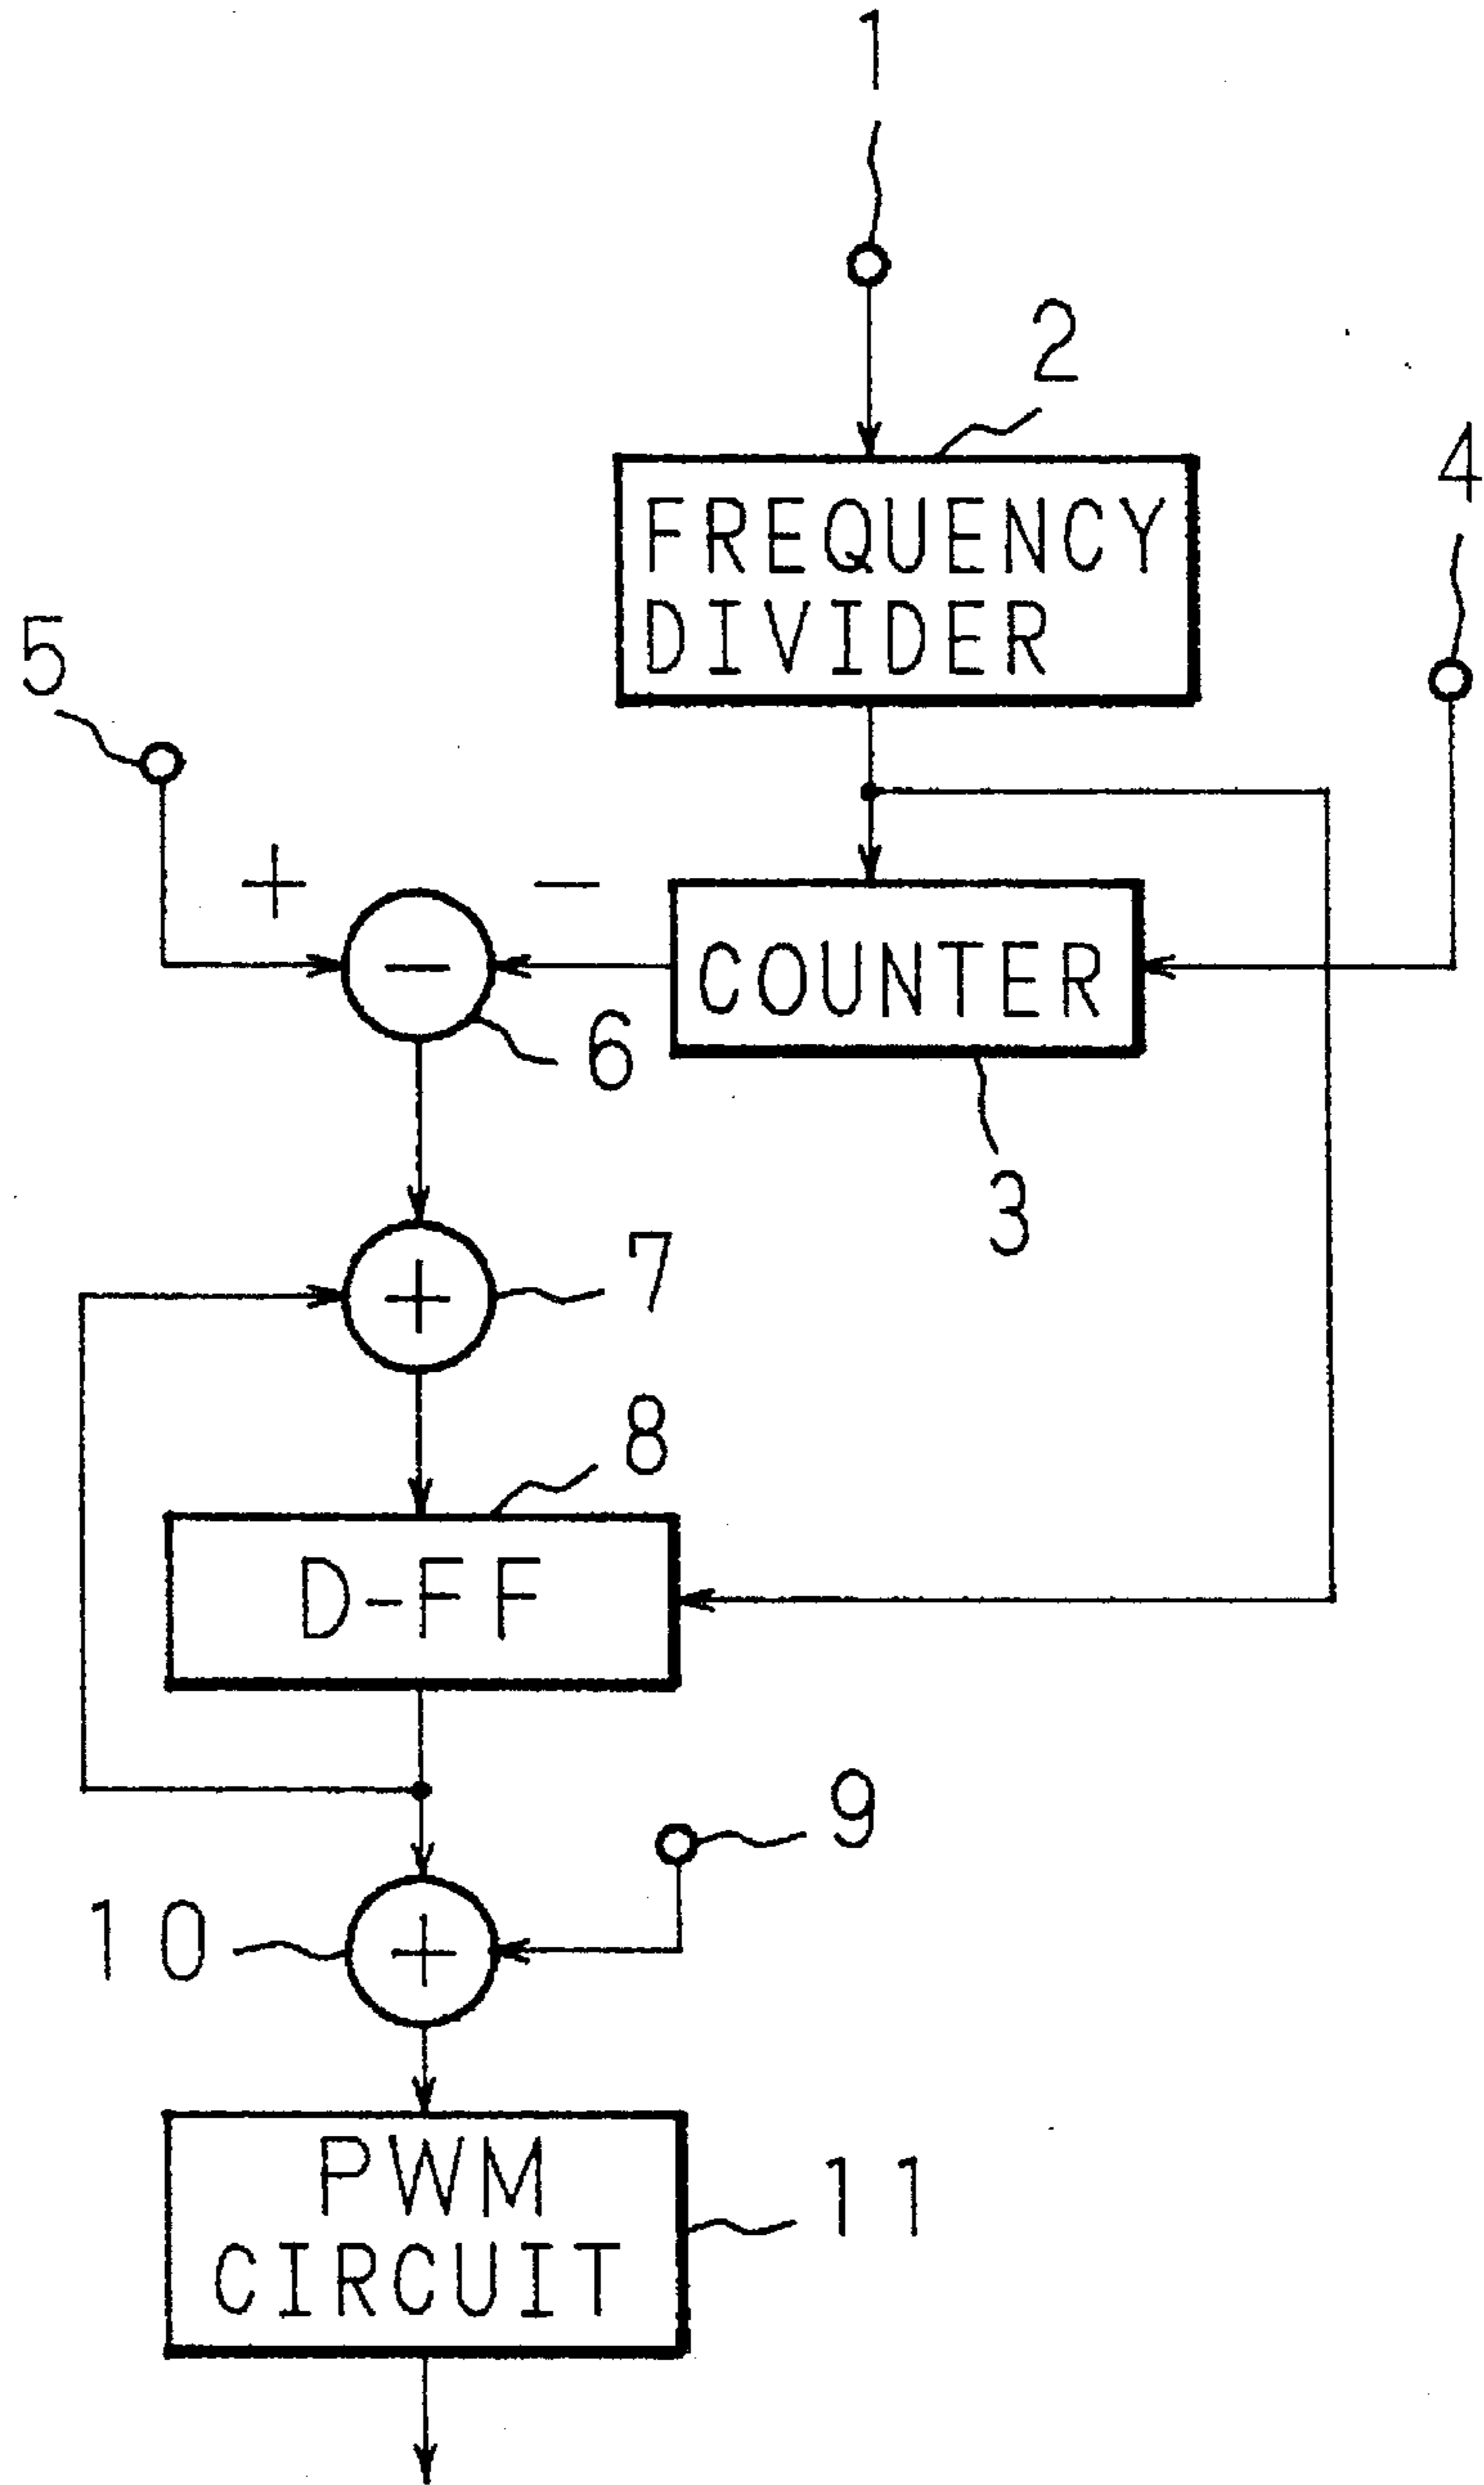 1
2
FREQUENCY
DIVIDER
4
5
+
−
−
COUNTER
6
3
+
7
8
D-FF
9
10
+
PWM
CIRCUIT
11